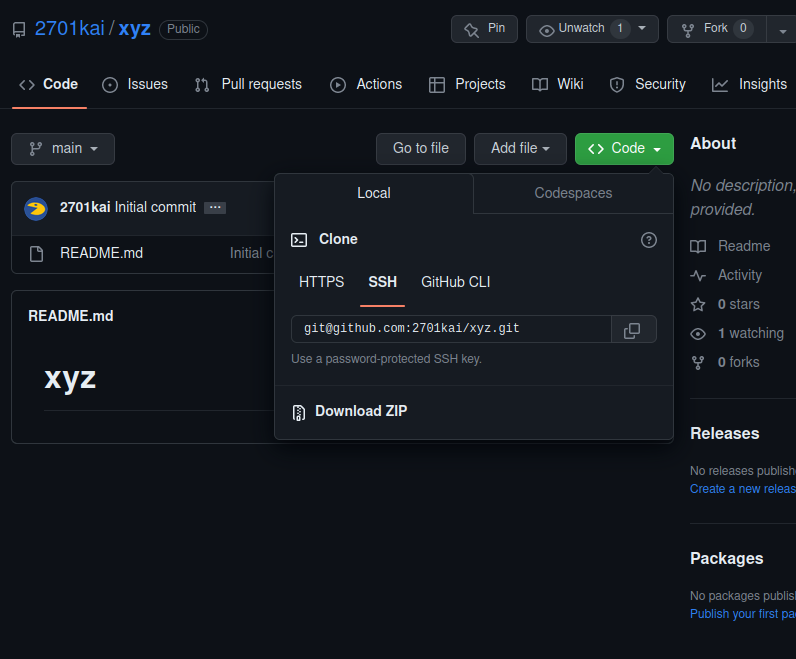 2701kai / xyz Public
Pin
Unwatch 1
Fork 0
Code
Issues
Pull requests
Actions
Projects
Wiki
Security
Insights
main
Go to file
Add file
Code
2701kai Initial commit ···
README.md
Initial c
README.md
xyz
Local
Codespaces
Clone
HTTPS
SSH
GitHub CLI
git@github.com:2701kai/xyz.git
Use a password-protected SSH key.
Download ZIP
About
No description,
provided.
Readme
Activity
0 stars
1 watching
0 forks
Releases
No releases publish
Create a new releas
Packages
No packages publis
Publish your first pa